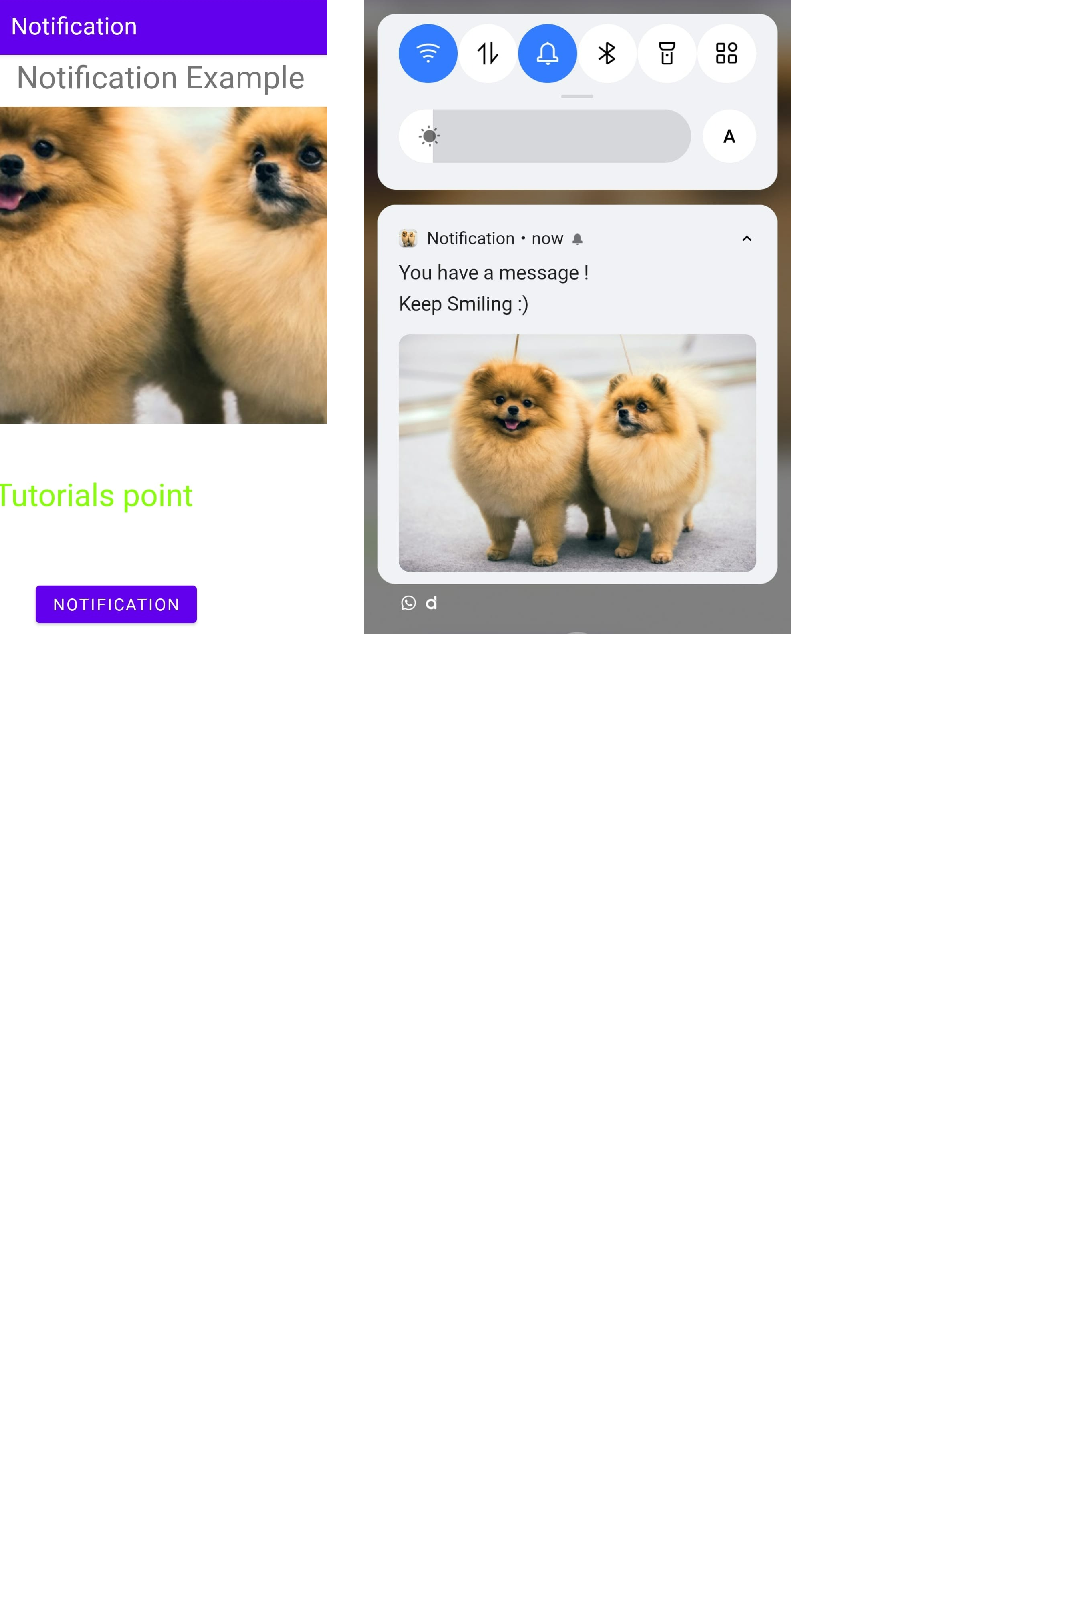 Notification
Notification Example
Tutorials point
NOTIFICATION
A
Notification • now
You have a message !
Keep Smiling :)